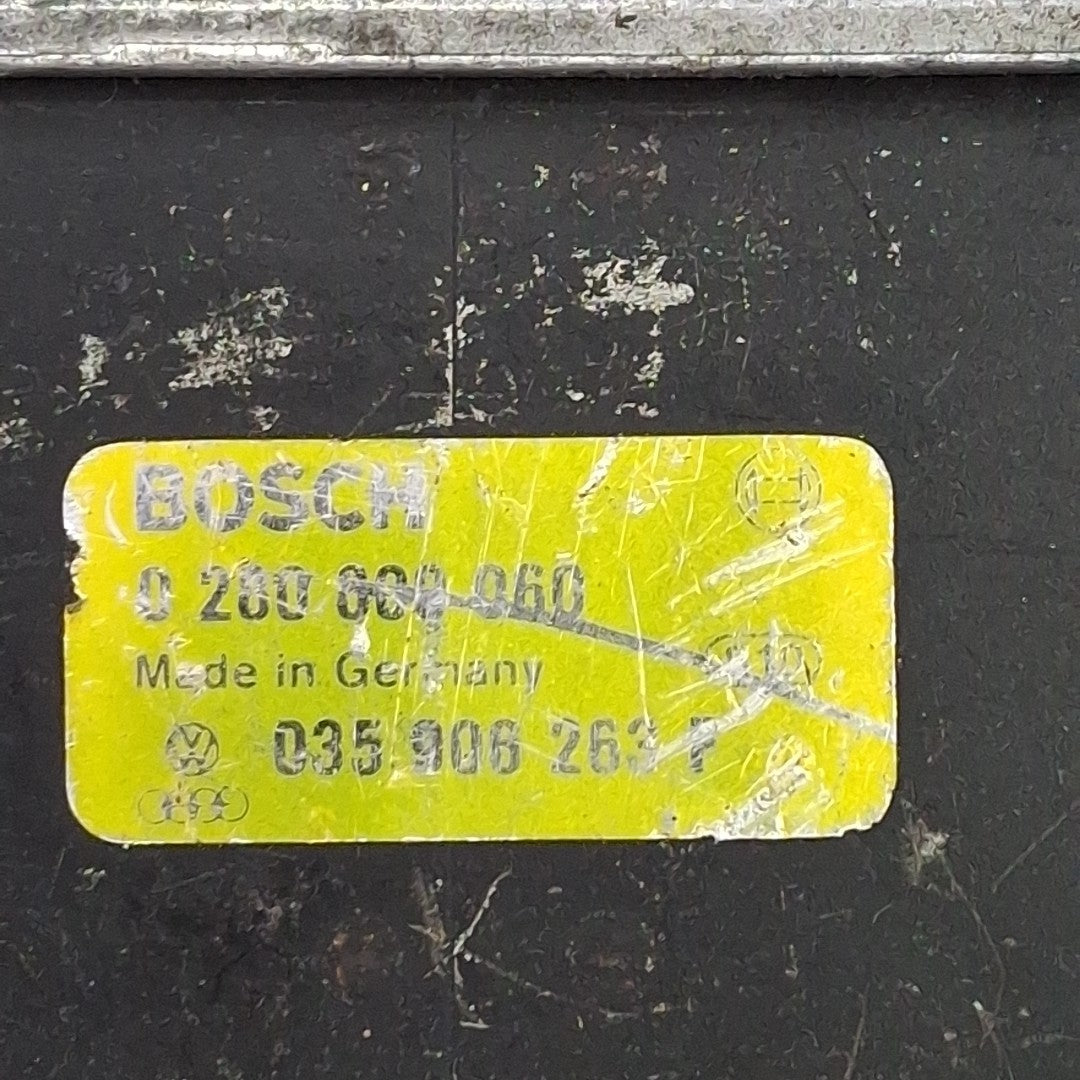 BOSCH
0 280 800 060
Made in Germany
035 906 263 F